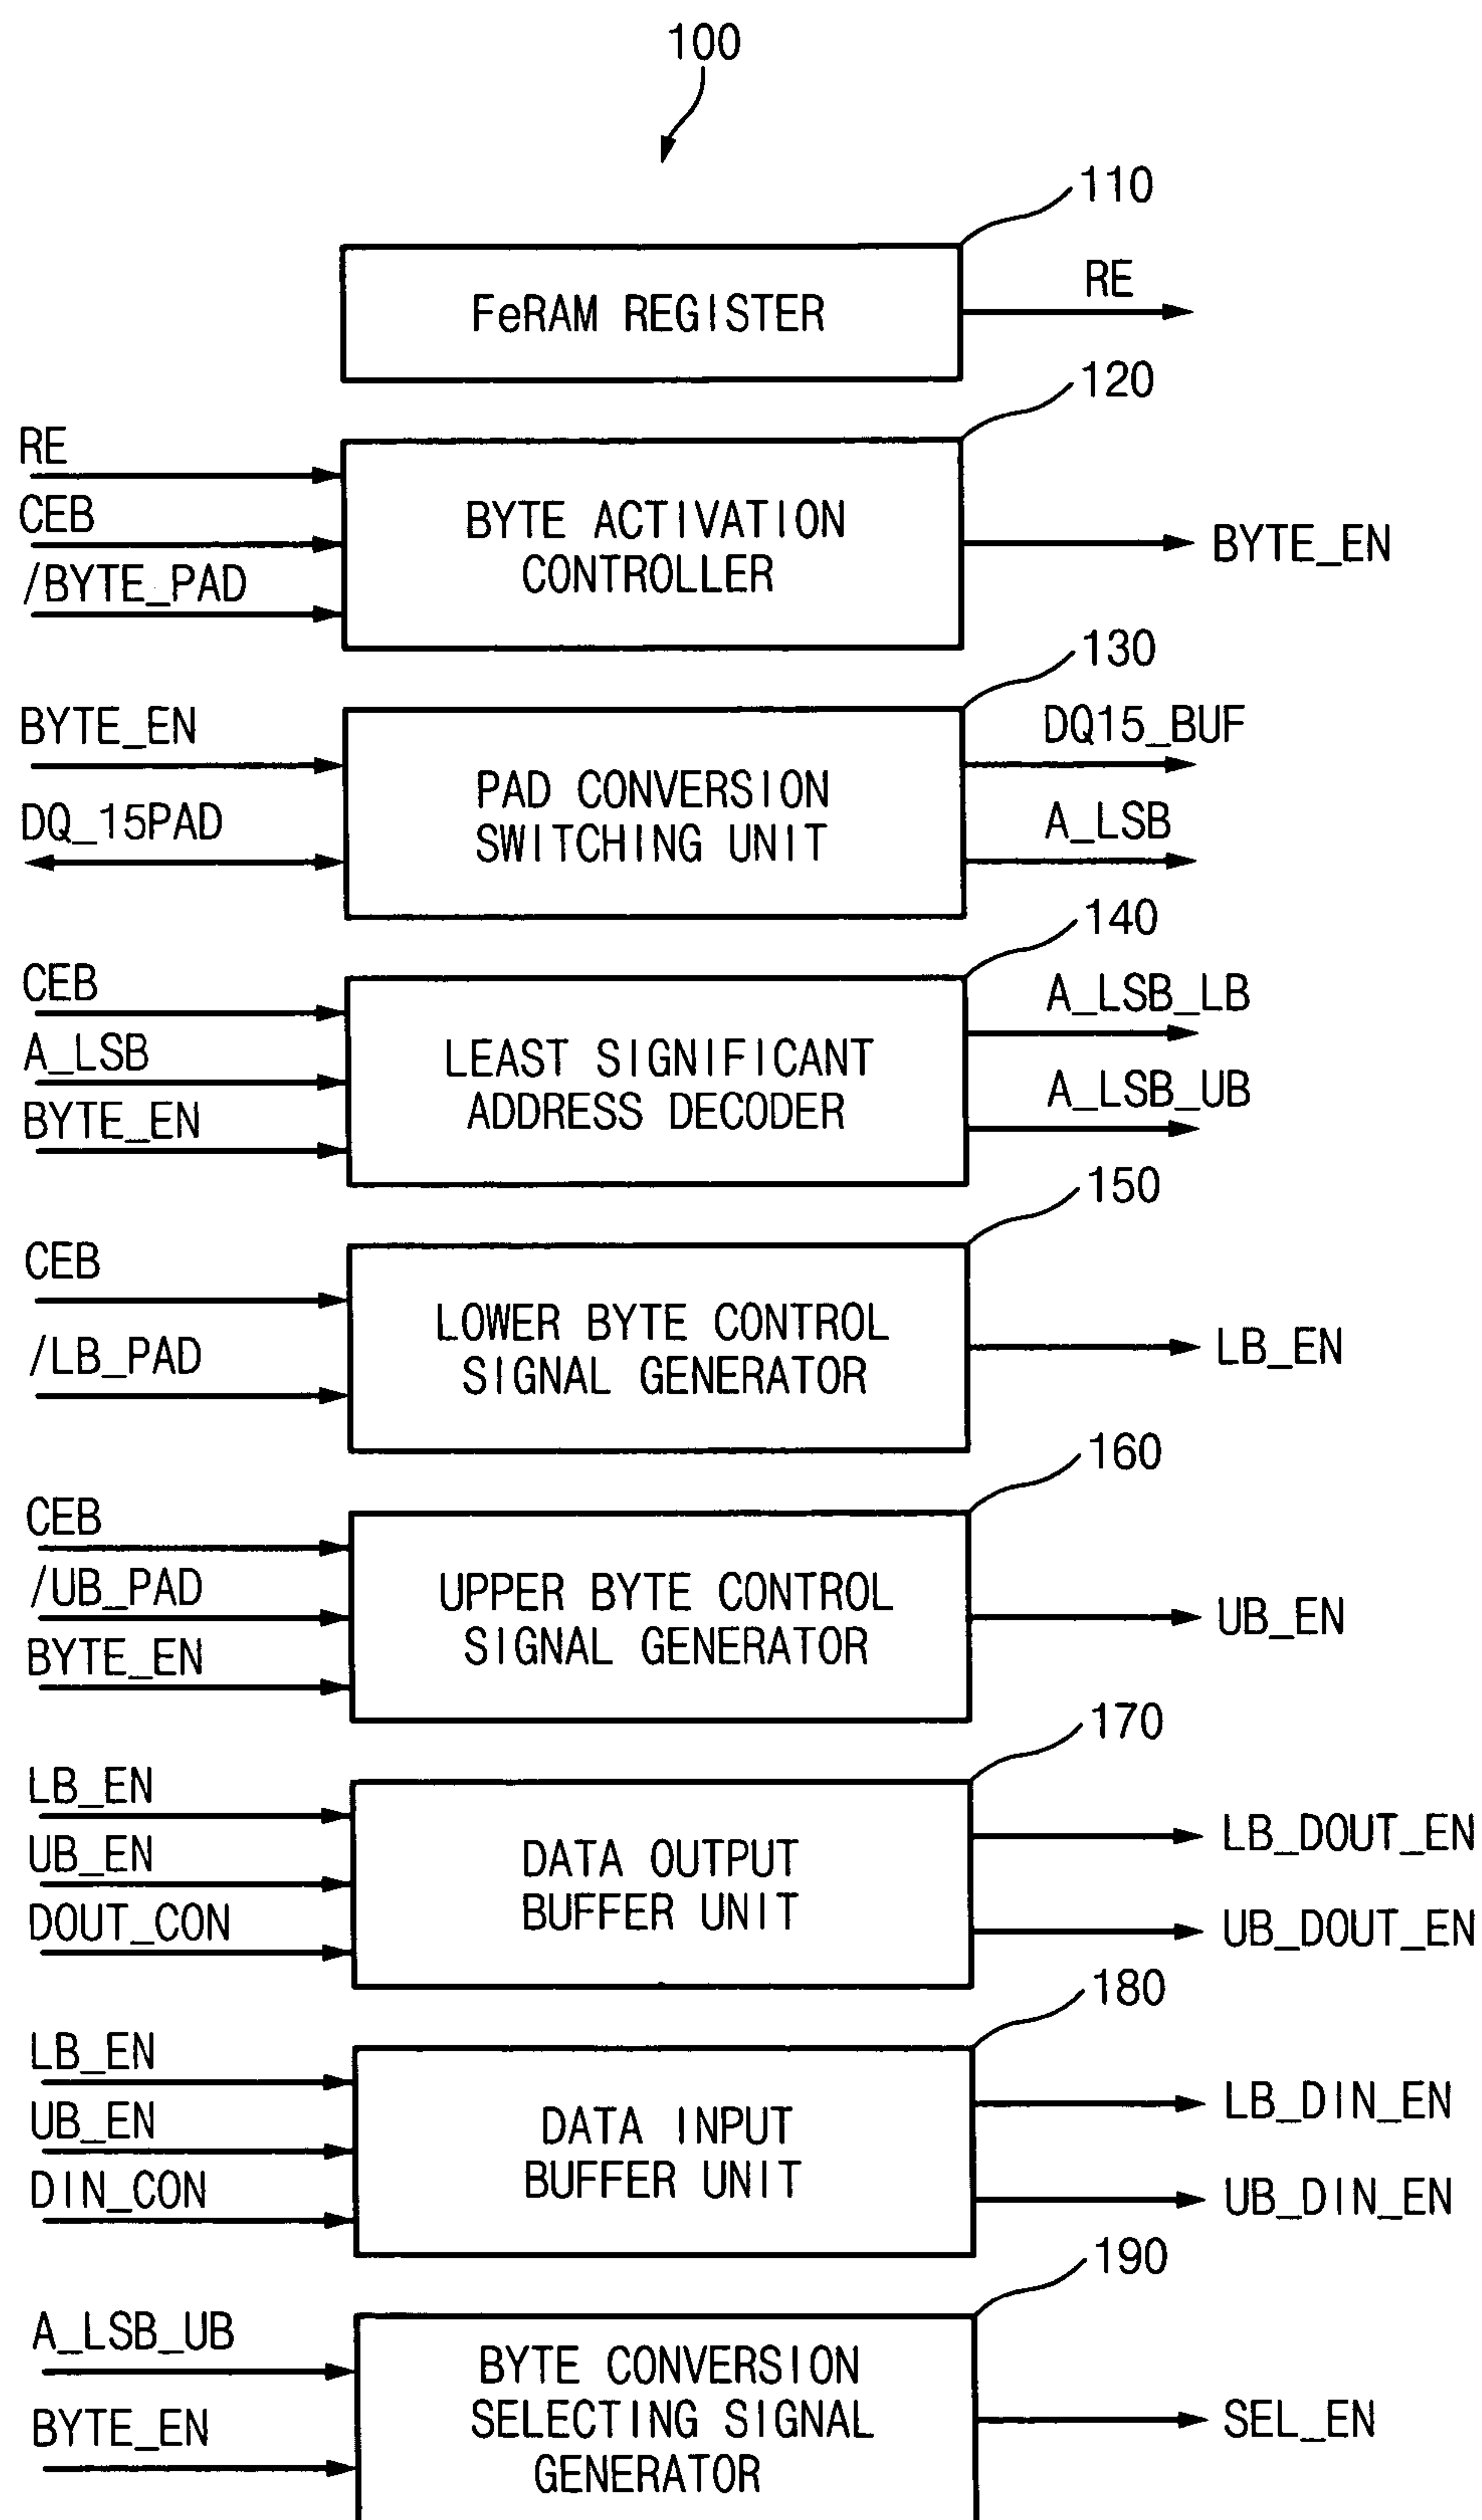 100
110
FeRAM REGISTER
RE
120
RE
CEB
/BYTE_PAD
BYTE ACTIVATION
CONTROLLER
BYTE_EN
130
BYTE_EN
DQ_15PAD
PAD CONVERSION
SWITCHING UNIT
DQ15_BUF
A_LSB
140
CEB
A_LSB
BYTE_EN
LEAST SIGNIFICANT
ADDRESS DECODER
A_LSB_LB
A_LSB_UB
150
CEB
/LB_PAD
LOWER BYTE CONTROL
SIGNAL GENERATOR
LB_EN
160
CEB
/UB_PAD
BYTE_EN
UPPER BYTE CONTROL
SIGNAL GENERATOR
UB_EN
170
LB_EN
UB_EN
DOUT_CON
DATA OUTPUT
BUFFER UNIT
LB_DOUT_EN
UB_DOUT_EN
180
LB_EN
UB_EN
DIN_CON
DATA INPUT
BUFFER UNIT
LB_DIN_EN
UB_DIN_EN
190
A_LSB_UB
BYTE_EN
BYTE CONVERSION
SELECTING SIGNAL
GENERATOR
SEL_EN